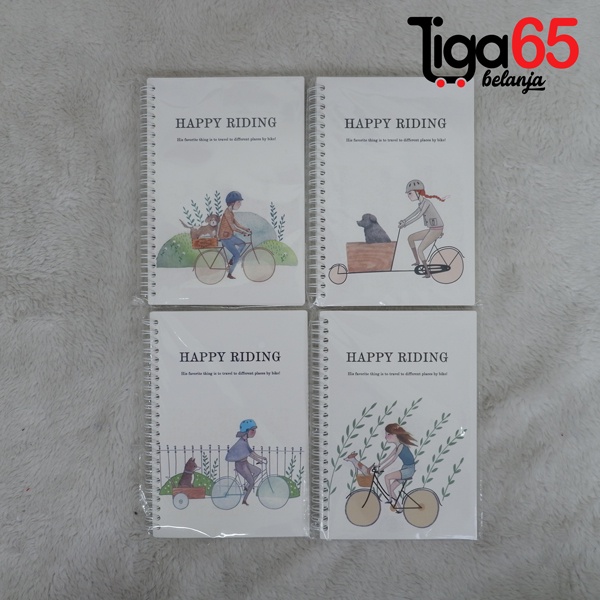 Tiga65
belanja
HAPPY RIDING
His favorite thing is to travel to different places by bike!
HAPPY RIDING
His favorite thing is to travel to different places by bike!
HAPPY RIDING
His favorite thing is to travel to different places by bike!
HAPPY RIDING
His favorite thing is to travel to different places by bike!